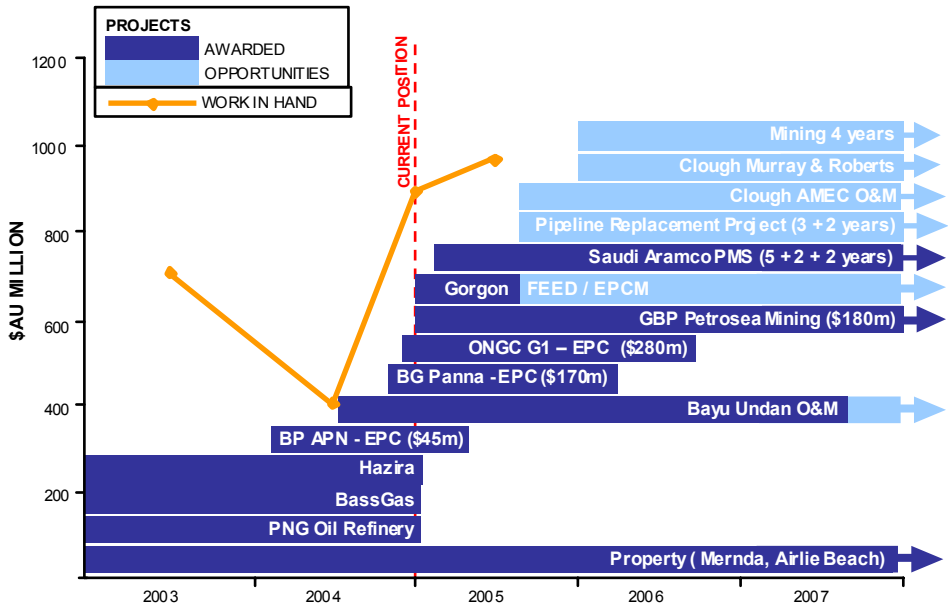 PROJECTS
AWARDED
OPPORTUNITIES
WORK IN HAND
CURRENT POSITION
$AU MILLION
1200
1000
800
600
400
200
Mining 4 years
Clough Murray & Roberts
Clough AMEC O&M
Pipeline Replacement Project (3 + 2 years)
Saudi Aramco PMS (5 + 2 + 2 years)
Gorgon FEED / EPCM
GBP Petrosea Mining ($180m)
ONGC G1 – EPC ($280m)
BG Panna - EPC ($170m)
Bayu Undan O&M
BP APN - EPC ($45m)
Hazira
BassGas
PNG Oil Refinery
Property ( Mernda, Airlie Beach)
2003 2004 2005 2006 2007